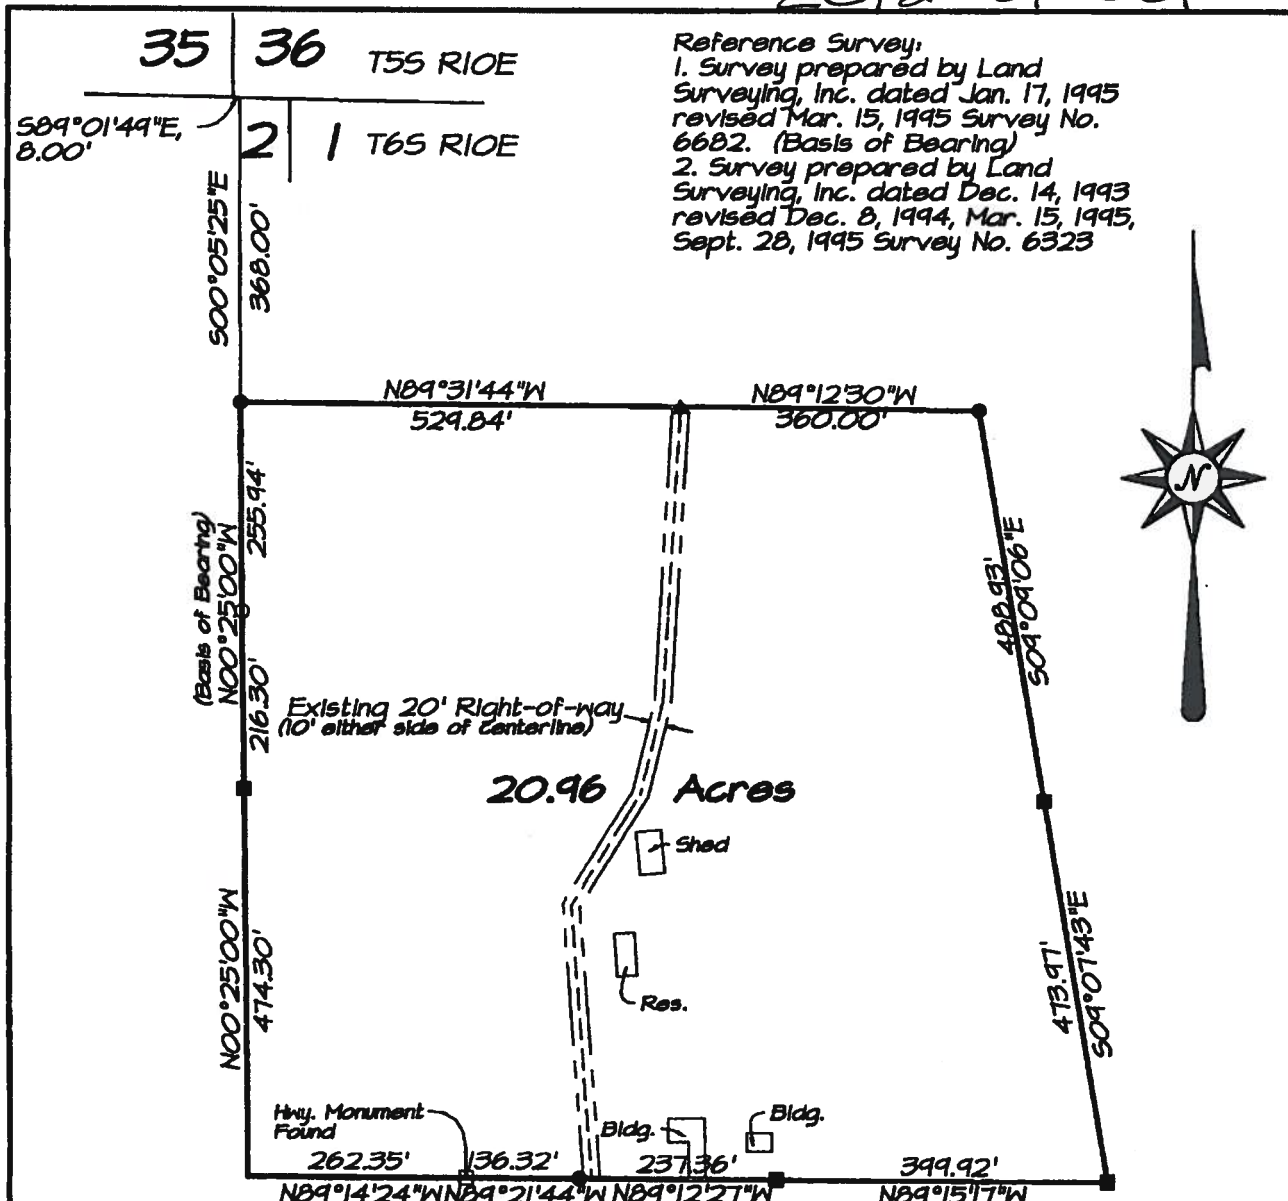 35 36 T5S R10E
S89°01'49"E,
8.00'
2 1 T6S R10E
Reference Survey:
1. Survey prepared by Land
Surveying, Inc. dated Jan. 17, 1995
revised Mar. 15, 1995 Survey No.
6682. (Basis of Bearing)
2. Survey prepared by Land
Surveying, Inc. dated Dec. 14, 1993
revised Dec. 8, 1994, Mar. 15, 1995,
Sept. 28, 1995 Survey No. 6323
S00°05'25"E
368.00'
N89°31'44"W
529.84'
N89°12'30"W
360.00'
N
(Basis of Bearing)
N00°25'00"W
255.94'
216.30'
488.93'
S09°09'06"E
Existing 20' Right-of-way
(10' either side of centerline)
20.96 Acres
Shed
Res.
N00°25'00"W
474.30'
473.97'
S09°07'43"E
Hwy. Monument
Found
Bldg.
Bldg.
262.35' 136.32' 237.36' 399.92'
N89°14'24"W N89°21'44"W N89°12'27"W N89°15'17"W